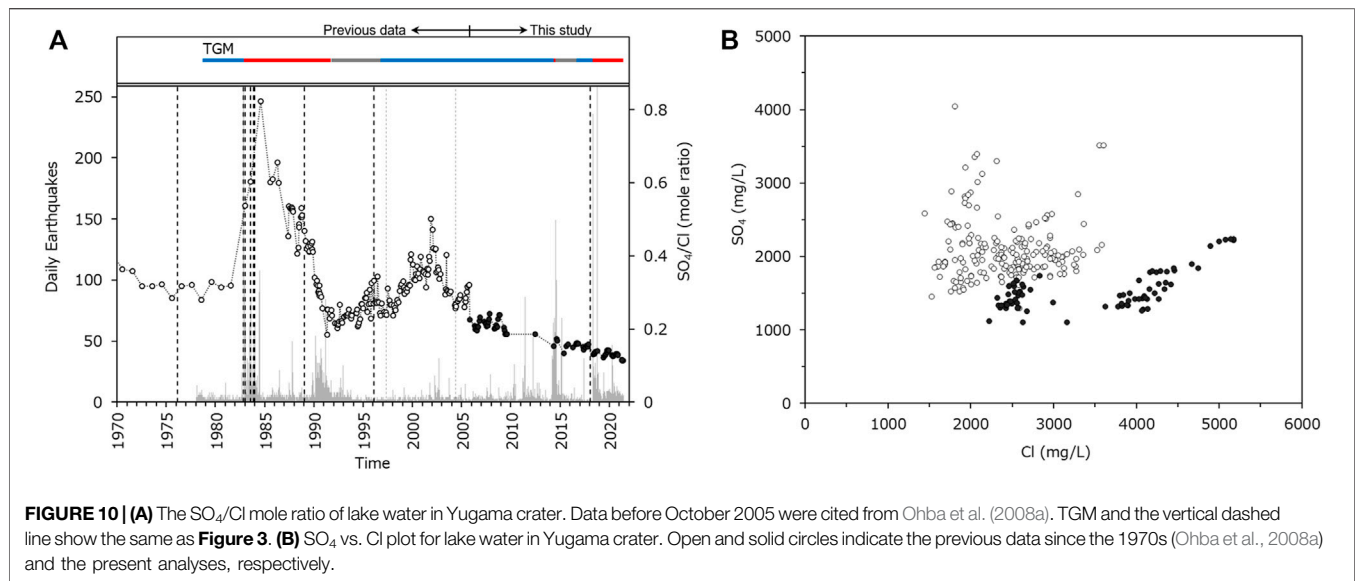 A
Previous data
This study
TGM
250
200
150
100
50
0
Daily Earthquakes
0.8
0.6
0.4
0.2
0
SO₄/Cl (mole ratio)
1970
1975
1980
1985
1990
1995
2000
2005
2010
2015
2020
Time
B
5000
4000
3000
2000
1000
0
SO₄ (mg/L)
0
1000
2000
3000
4000
5000
6000
Cl (mg/L)
FIGURE 10 | (A) The SO₄/Cl mole ratio of lake water in Yugama crater. Data before October 2005 were cited from Ohba et al. (2008a). TGM and the vertical dashed
line show the same as Figure 3. (B) SO₄ vs. Cl plot for lake water in Yugama crater. Open and solid circles indicate the previous data since the 1970s (Ohba et al., 2008a)
and the present analyses, respectively.